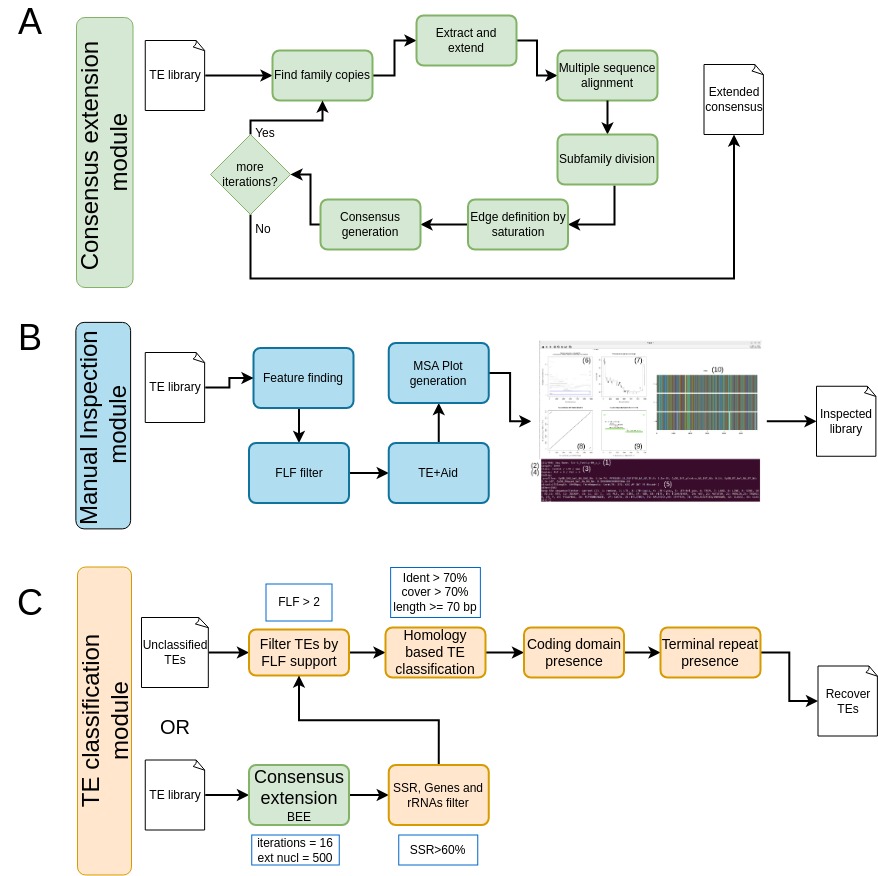 A
Consensus extension
module
TE library
Find family copies
Extract and
extend
Multiple sequence
alignment
Extended
consensus
Yes
more
iterations?
Subfamily division
Consensus
generation
Edge definition by
saturation
No
B
Manual Inspection
module
TE library
Feature finding
MSA Plot
generation
FLF filter
TE+Aid
(6)
(7)
(10)
(8)
(9)
(1)
(2)
(3)
(4)
(5)
Inspected
library
C
TE classification
module
FLF > 2
Ident > 70%
cover > 70%
length >= 70 bp
Unclassified
TEs
Filter TEs by
FLF support
Homology
based TE
classification
Coding domain
presence
Terminal repeat
presence
Recover
TEs
OR
TE library
Consensus
extension
BEE
SSR, Genes and
rRNAs filter
iterations = 16
ext nucl = 500
SSR>60%